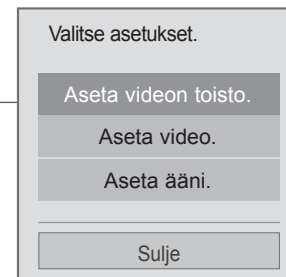 Valitse asetukset.
Aseta videon toisto.
Aseta video.
Aseta ääni.
Sulje